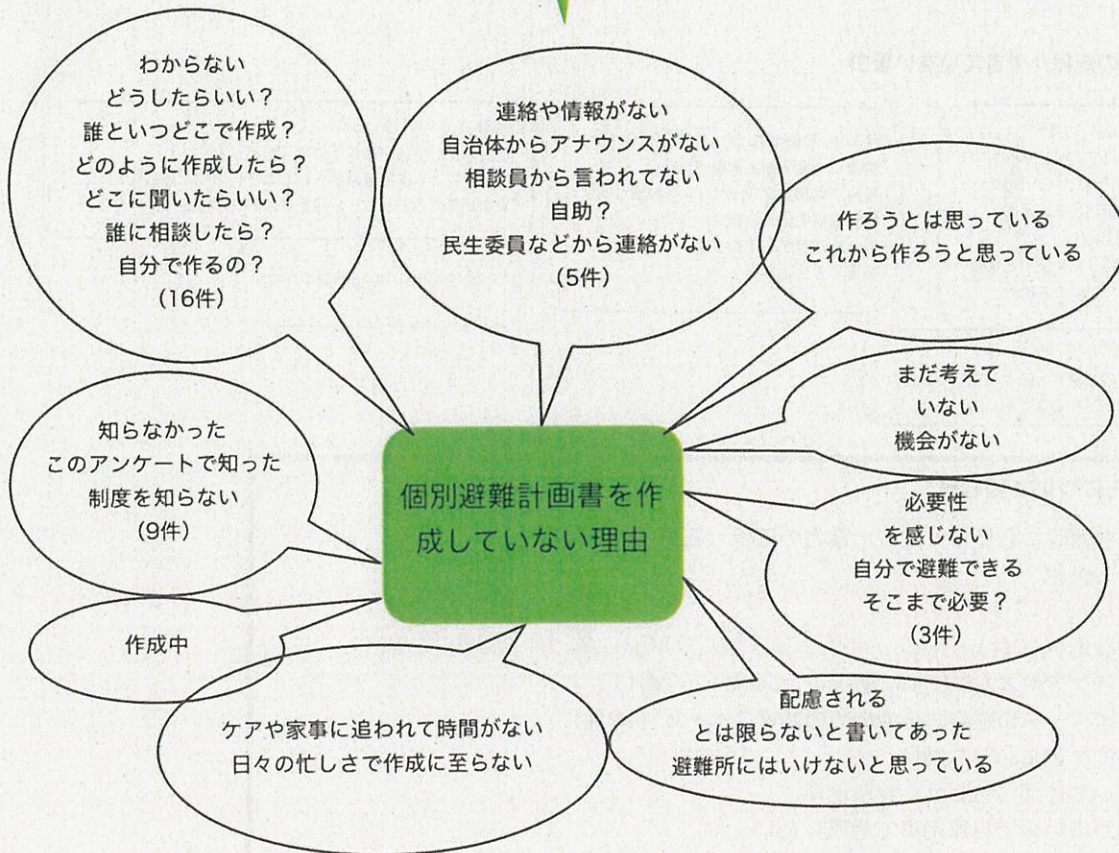 わからない
どうしたらいい？
誰といつどこで作成？
どのように作成したら？
どこに聞いたらいい？
誰に相談したら？
自分で作るの？
（16件）
連絡や情報がない
自治体からアナウンスがない
相談員から言われてない
自助？
民生委員などから連絡がない
（5件）
作ろうとは思っている
これから作ろうと思っている
まだ考えて
いない
機会がない
知らなかった
このアンケートで知った
制度を知らない
（9件）
個別避難計画書を作
成していない理由
必要性
を感じない
自分で避難できる
そこまで必要？
（3件）
作成中
ケアや家事に追われて時間がない
日々の忙しさで作成に至らない
配慮される
とは限らないと書いてあった
避難所にはいけないと思っている